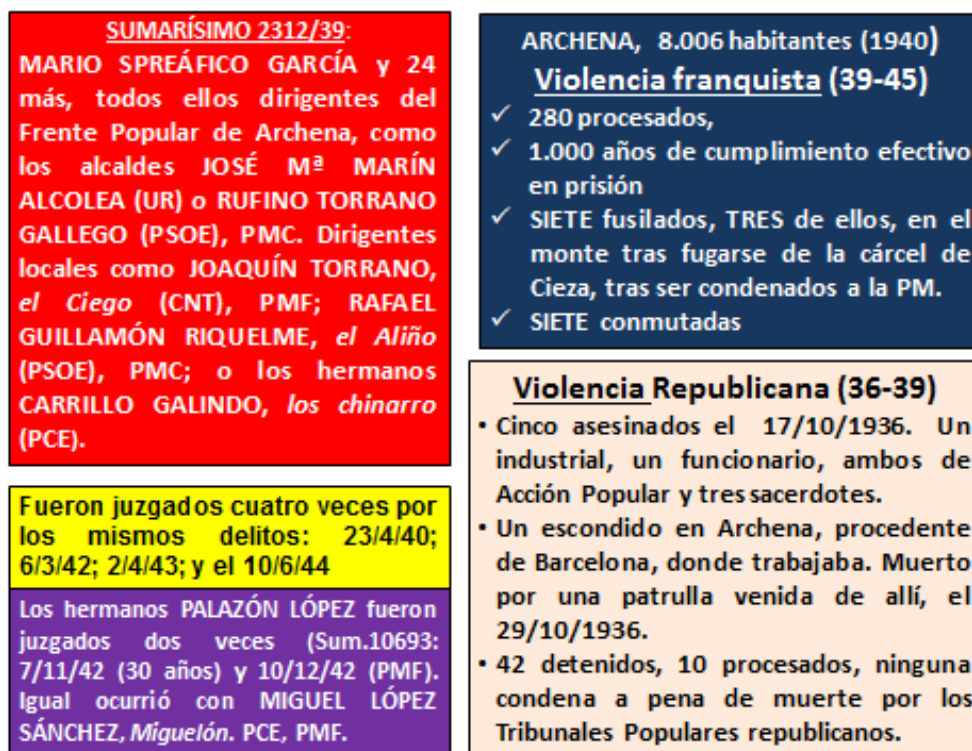 SUMARÍSIMO 2312/39:
MARIO SPREÁFICO GARCÍA y 24
más, todos ellos dirigentes del
Frente Popular de Archena, como
los alcaldes JOSÉ Mª MARÍN
ALCOLEA (UR) o RUFINO TORRANO
GALLEGO (PSOE), PMC. Dirigentes
locales como JOAQUÍN TORRANO,
el Ciego (CNT), PMF; RAFAEL
GUILLAMÓN RIQUELME, el Aliño
(PSOE), PMC; o los hermanos
CARRILLO GALINDO, los chinarro
(PCE).
Fueron juzgados cuatro veces por
los mismos delitos: 23/4/40;
6/3/42; 2/4/43; y el 10/6/44
Los hermanos PALAZÓN LÓPEZ fueron
juzgados dos veces (Sum.10693:
7/11/42 (30 años) y 10/12/42 (PMF).
Igual ocurrió con MIGUEL LÓPEZ
SÁNCHEZ, Miguelón. PCE, PMF.
ARCHENA, 8.006 habitantes (1940)
Violencia franquista (39-45)
✓ 280 procesados,
✓ 1.000 años de cumplimiento efectivo
en prisión
✓ SIETE fusilados, TRES de ellos, en el
monte tras fugarse de la cárcel de
Cieza, tras ser condenados a la PM.
✓ SIETE conmutadas
Violencia Republicana (36-39)
• Cinco asesinados el 17/10/1936. Un
industrial, un funcionario, ambos de
Acción Popular y tres sacerdotes.
• Un escondido en Archena, procedente
de Barcelona, donde trabajaba. Muerto
por una patrulla venida de allí, el
29/10/1936.
• 42 detenidos, 10 procesados, ninguna
condena a pena de muerte por los
Tribunales Populares republicanos.